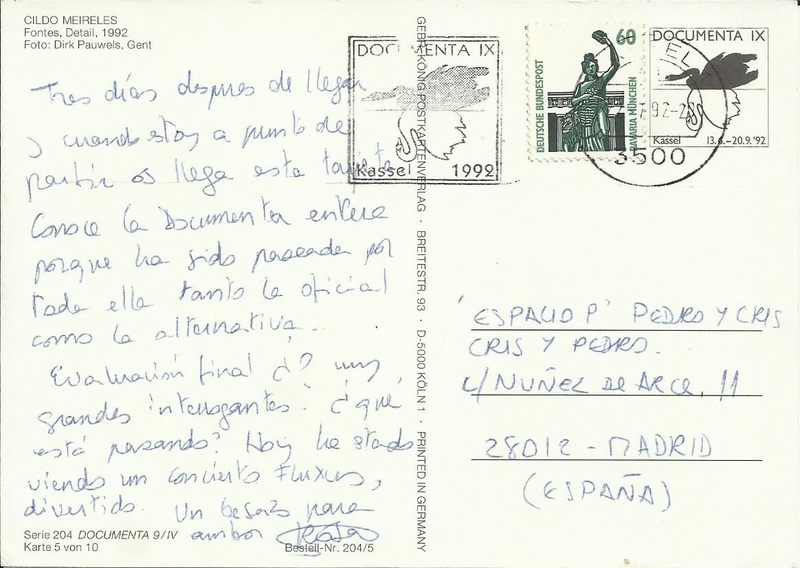 CILDO MEIRELES
Fontes, Detail, 1992
Foto: Dirk Pauwels, Gent
Tres días despues de llegar
y cuando estoy a punto de
partir os llega esta tarjeta
Conoce la Documenta entera
porque ha sido paseada por
toda ella tanto la oficial
como la alternativa.
Evaluación final ¿? muy
grandes interrogantes: ¿qué
está pasando? Hoy he estado
viendo un concierto Fluxus,
divertido. Un besazo para
ambos
Serie 204 DOCUMENTA 9/IV
Karte 5 von 10
Bestell-Nr. 204/5
GEBR. KÖNIG POSTKARTENVERLAG · BREITESTR. 93 · D-5000 KÖLN 1 · PRINTED IN GERMANY
DOCUMENTA IX
Kassel 1992
60
DEUTSCHE BUNDESPOST
BAVARIA MÜNCHEN
DOCUMENTA IX
Kassel 13.6.–20.9.'92
92-2
3500
'ESPACIO P' PEDRO Y CRIS
CRIS Y PEDRO.
C/ NUÑEZ DE ARCE, 11
28012 - MADRID
(ESPAÑA)